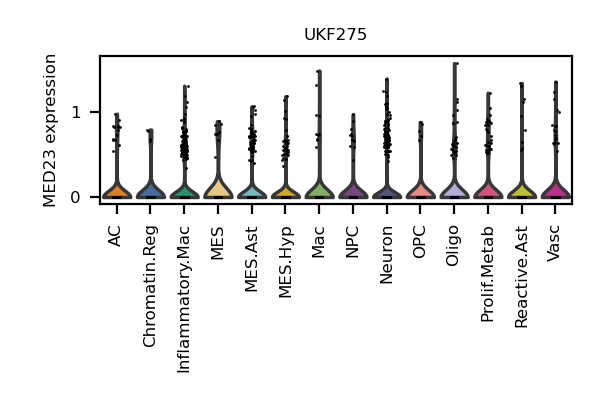 UKF275
MED23 expression
1
0
AC
Chromatin.Reg
Inflammatory.Mac
MES
MES.Ast
MES.Hyp
Mac
NPC
Neuron
OPC
Oligo
Prolif.Metab
Reactive.Ast
Vasc